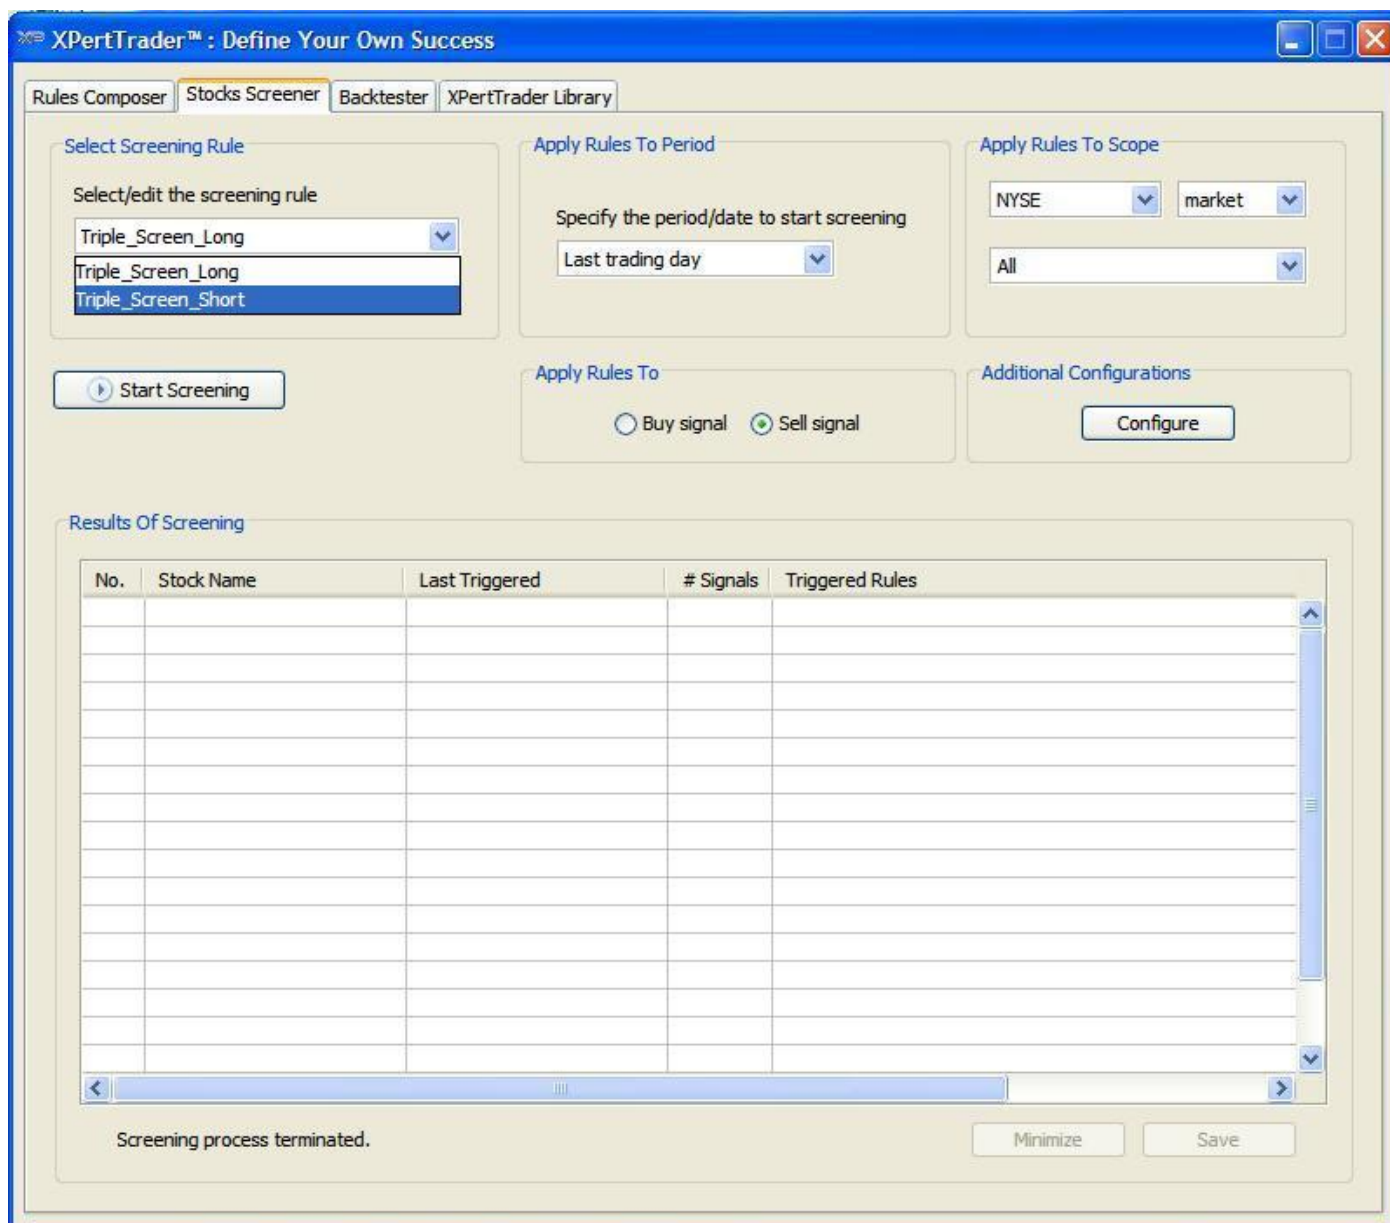 XPertTrader™ : Define Your Own Success
Rules Composer Stocks Screener Backtester XPertTrader Library
Select Screening Rule
Select/edit the screening rule
Triple_Screen_Long
Triple_Screen_Long
Triple_Screen_Short
Apply Rules To Period
Specify the period/date to start screening
Last trading day
Apply Rules To Scope
NYSE market
All
Start Screening
Apply Rules To
Buy signal Sell signal
Additional Configurations
Configure
Results Of Screening
No. Stock Name Last Triggered # Signals Triggered Rules
Screening process terminated.
Minimize Save